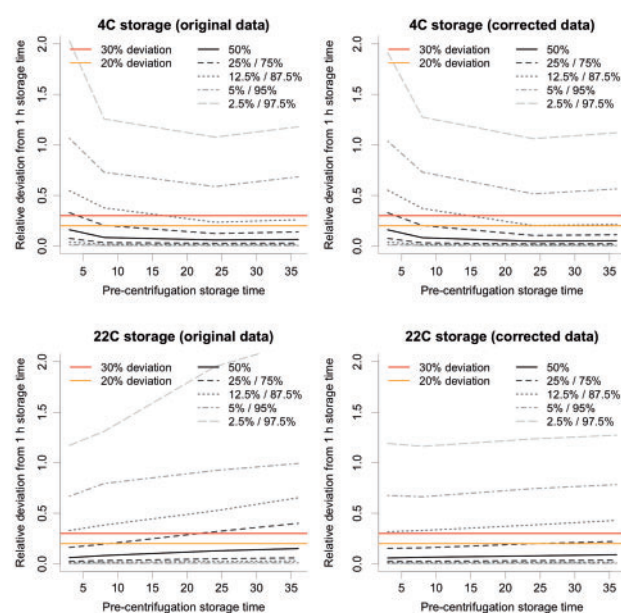 4C storage (original data)
30% deviation
20% deviation
50%
25% / 75%
12.5% / 87.5%
5% / 95%
2.5% / 97.5%
Relative deviation from 1 h storage time
0.0 0.5 1.0 1.5 2.0
5 10 15 20 25 30 35
Pre-centrifugation storage time
4C storage (corrected data)
30% deviation
20% deviation
50%
25% / 75%
12.5% / 87.5%
5% / 95%
2.5% / 97.5%
Relative deviation from 1 h storage time
0.0 0.5 1.0 1.5 2.0
5 10 15 20 25 30 35
Pre-centrifugation storage time
22C storage (original data)
30% deviation
20% deviation
50%
25% / 75%
12.5% / 87.5%
5% / 95%
2.5% / 97.5%
Relative deviation from 1 h storage time
0.0 0.5 1.0 1.5 2.0
5 10 15 20 25 30 35
Pre-centrifugation storage time
22C storage (corrected data)
30% deviation
20% deviation
50%
25% / 75%
12.5% / 87.5%
5% / 95%
2.5% / 97.5%
Relative deviation from 1 h storage time
0.0 0.5 1.0 1.5 2.0
5 10 15 20 25 30 35
Pre-centrifugation storage time